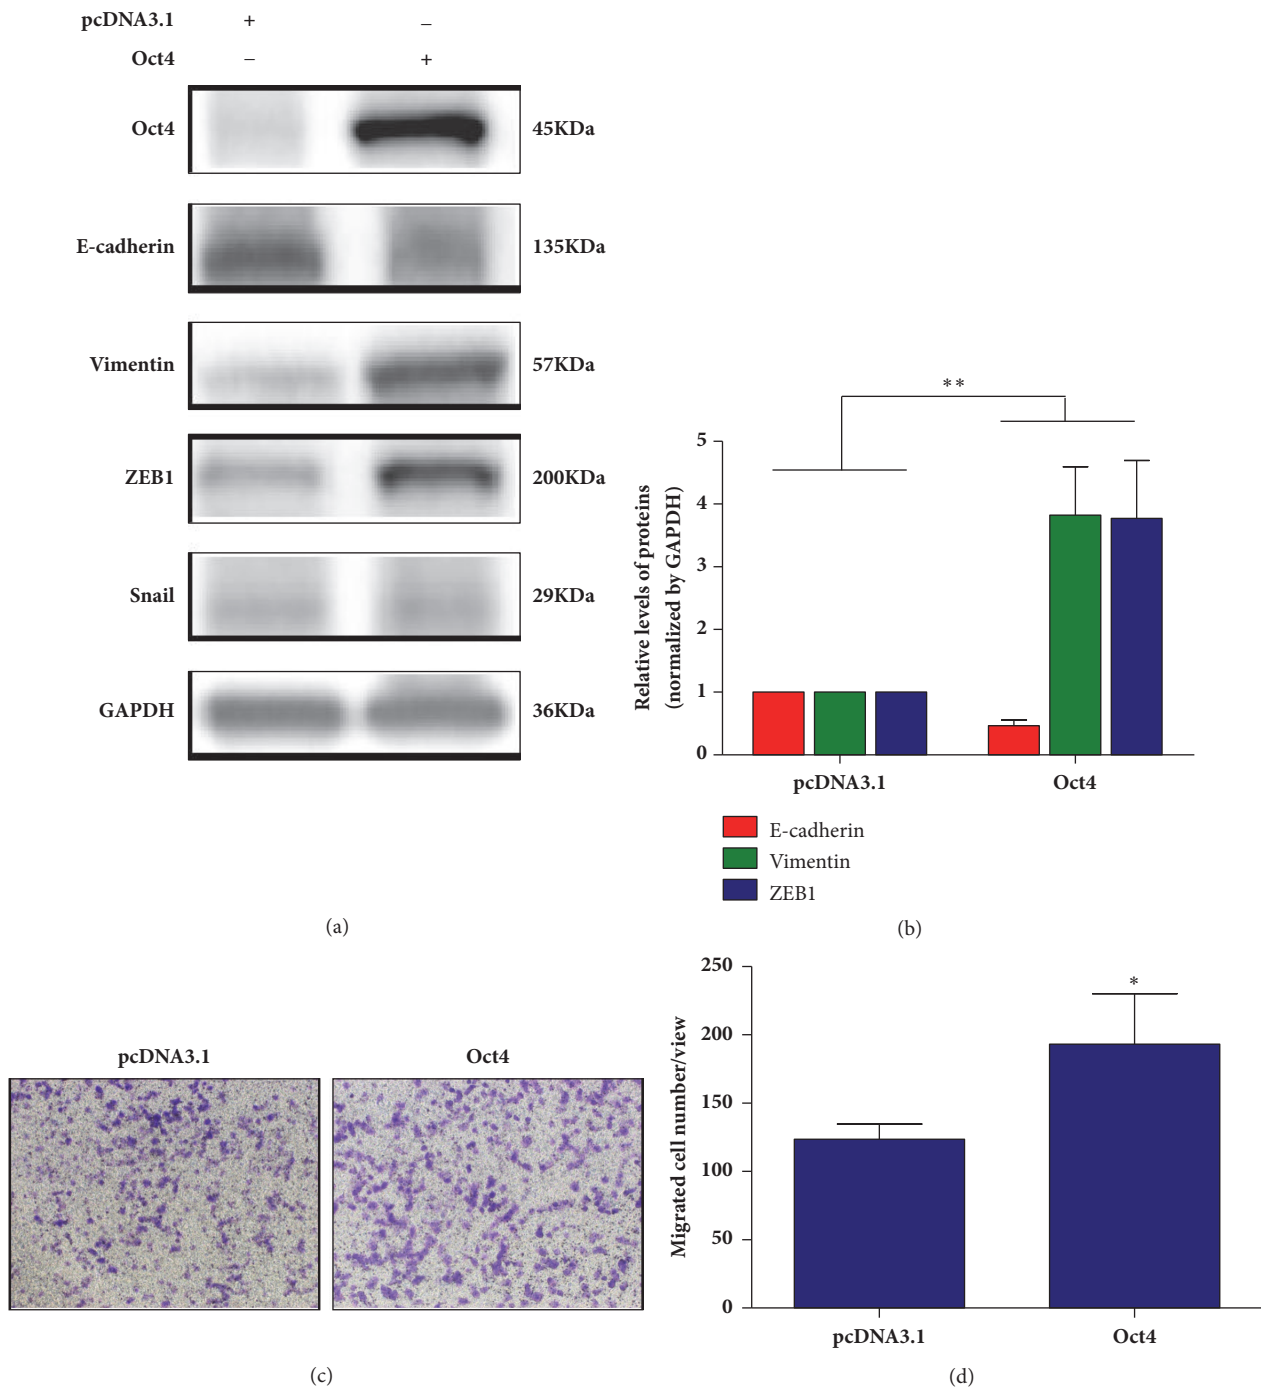 pcDNA3.1 + –
Oct4 – +
Oct4 45KDa
E-cadherin 135KDa
Vimentin 57KDa
ZEB1 200KDa
Snail 29KDa
GAPDH 36KDa
(a)
**
Relative levels of proteins
(normalized by GAPDH)
5
4
3
2
1
0
pcDNA3.1 Oct4
E-cadherin
Vimentin
ZEB1
(b)
pcDNA3.1 Oct4
(c)
Migrated cell number/view
250
200
150
100
50
0
*
pcDNA3.1 Oct4
(d)